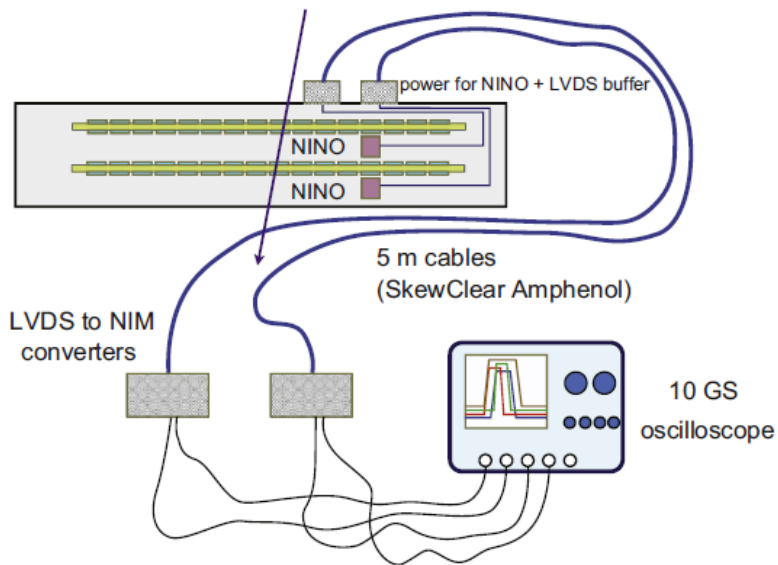 power for NINO + LVDS buffer
NINO
NINO
5 m cables
(SkewClear Amphenol)
LVDS to NIM
converters
10 GS
oscilloscope